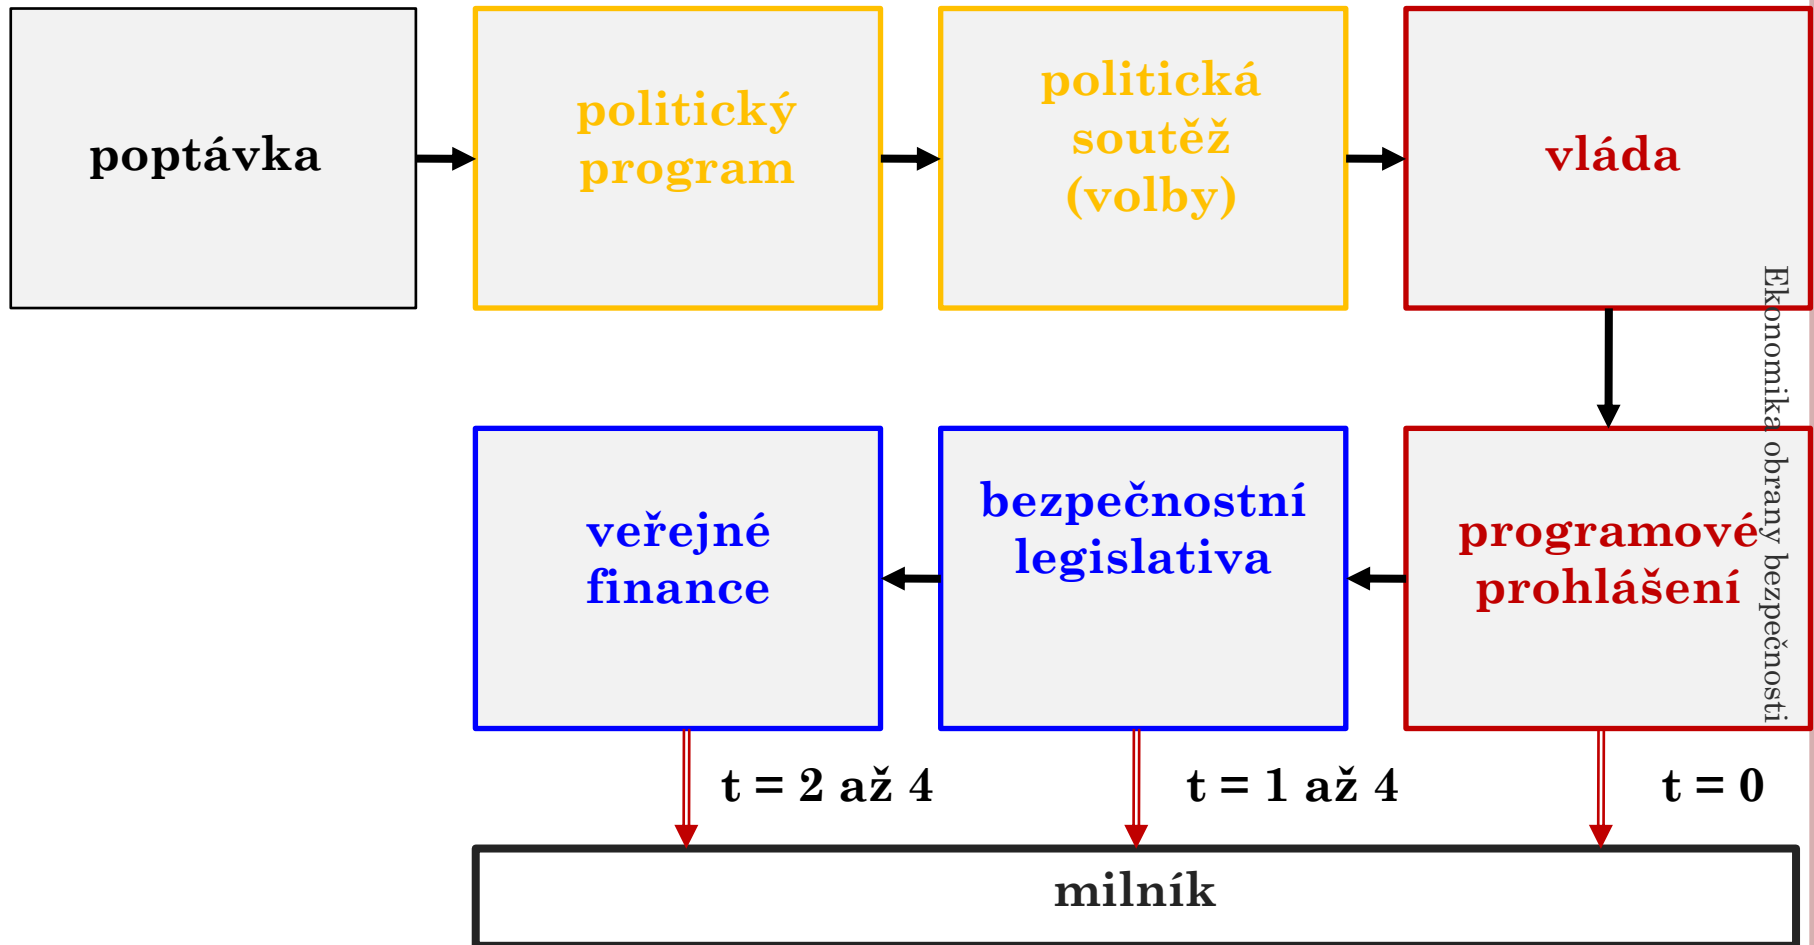 poptávka
politický
program
politická
soutěž
(volby)
vláda
veřejné
finance
bezpečnostní
legislativa
programové
prohlášení
t = 2 až 4
t = 1 až 4
t = 0
milník
Ekonomika obrany bezpečnosti